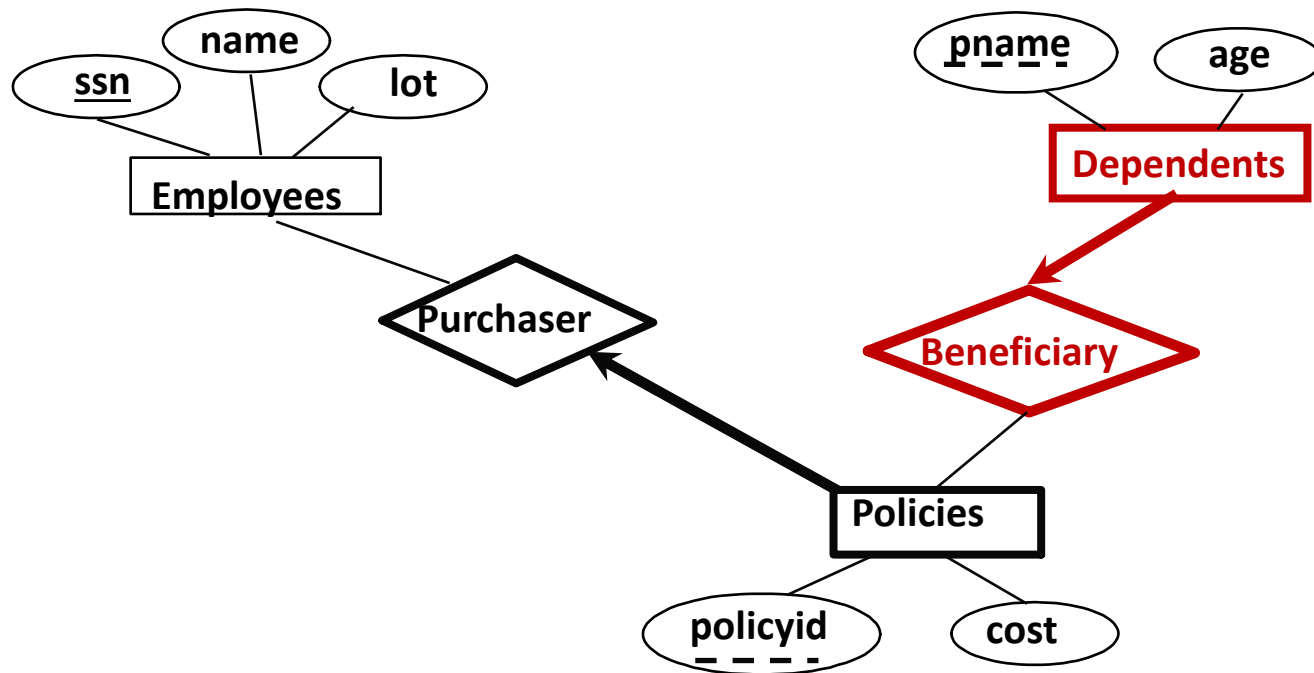 name
ssn
lot
Employees
pname
age
Dependents
Purchaser
Beneficiary
Policies
policyid
cost